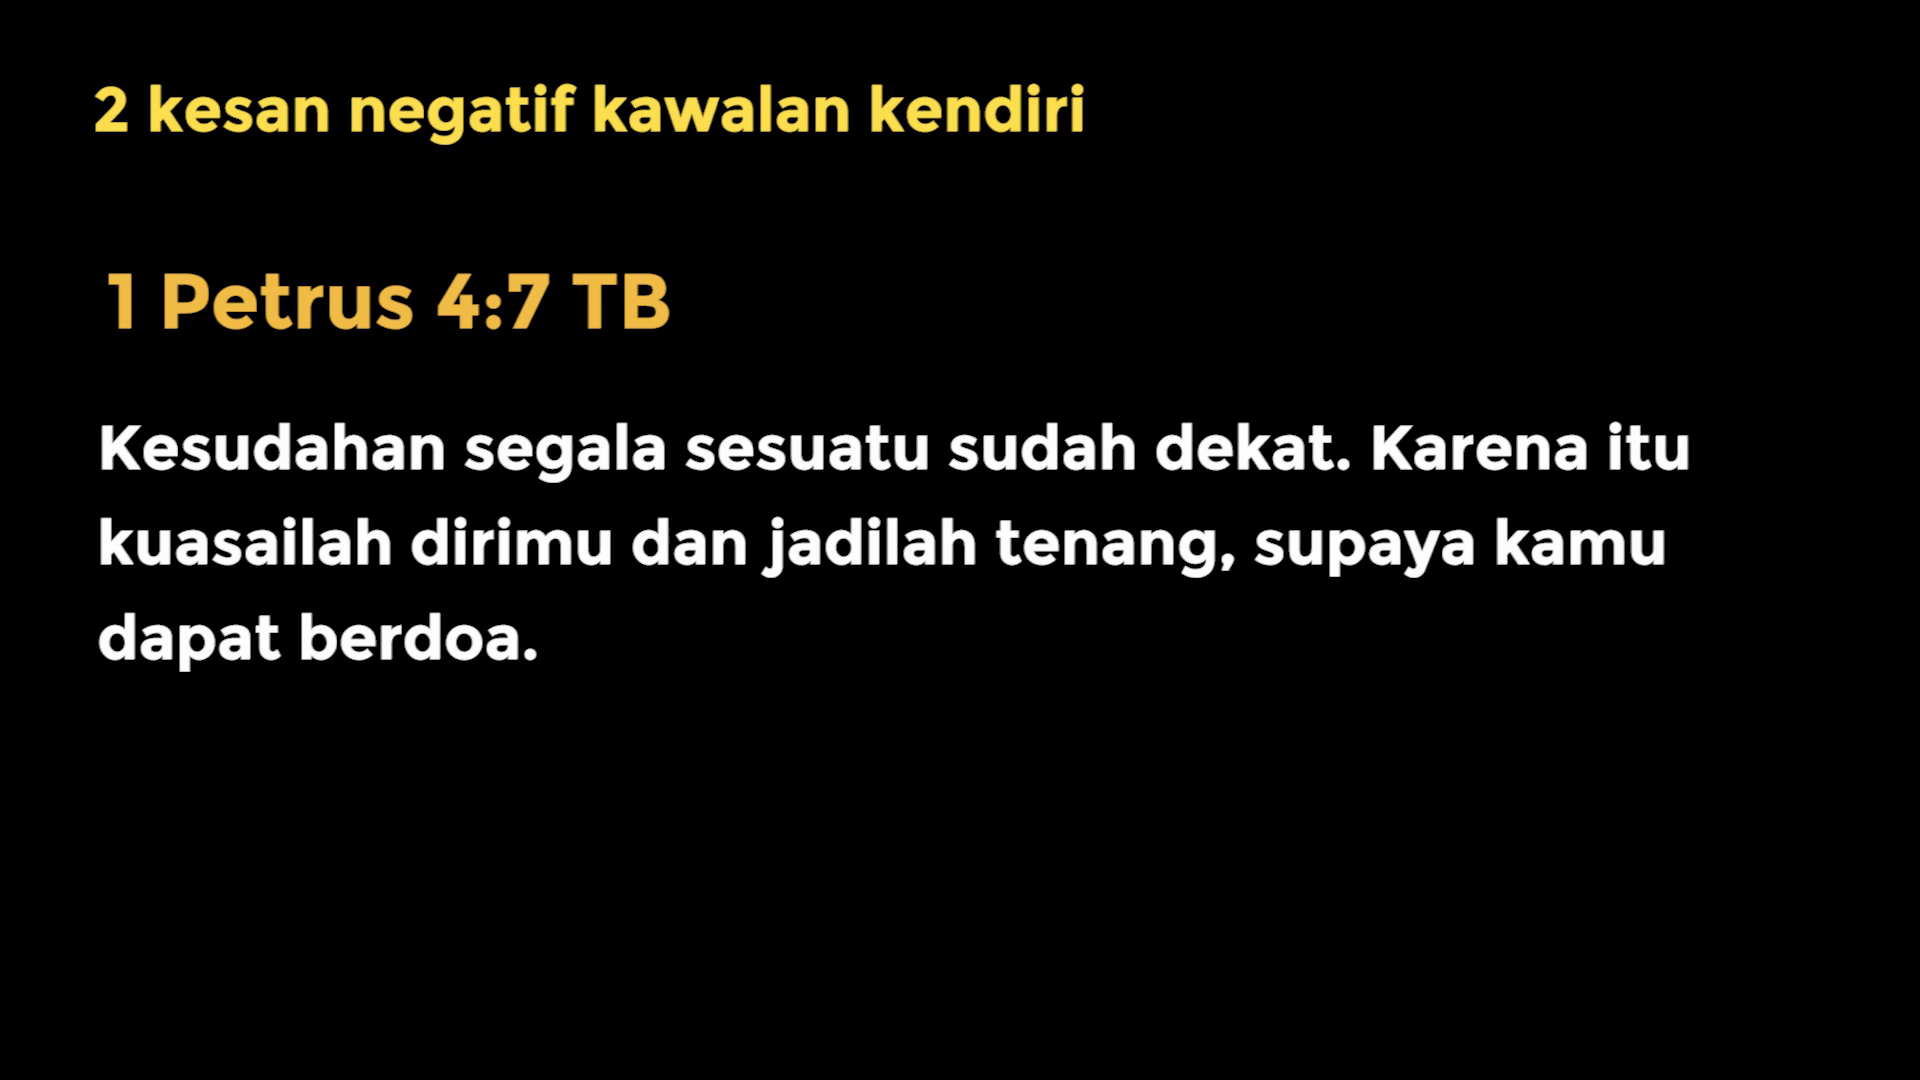 2 kesan negatif kawalan kendiri
1 Petrus 4:7 TB
Kesudahan segala sesuatu sudah dekat. Karena itu
kuasailah dirimu dan jadilah tenang, supaya kamu
dapat berdoa.